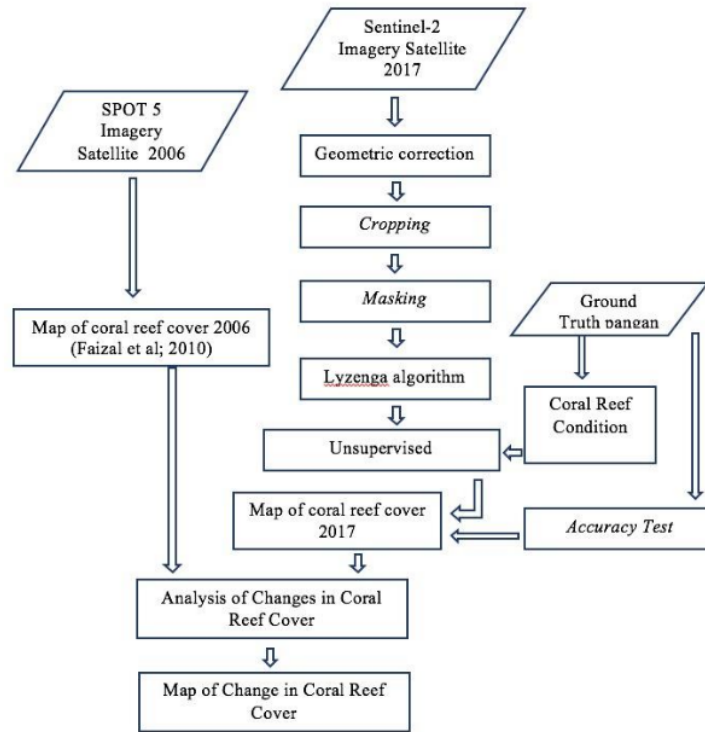 Sentinel-2
Imagery Satellite
2017
SPOT 5
Imagery
Satellite 2006
Geometric correction
Cropping
Masking
Ground
Truth pangan
Map of coral reef cover 2006
(Faizal et al; 2010)
Lyzenga algorithm
Coral Reef
Condition
Unsupervised
Map of coral reef cover
2017
Accuracy Test
Analysis of Changes in Coral
Reef Cover
Map of Change in Coral Reef
Cover